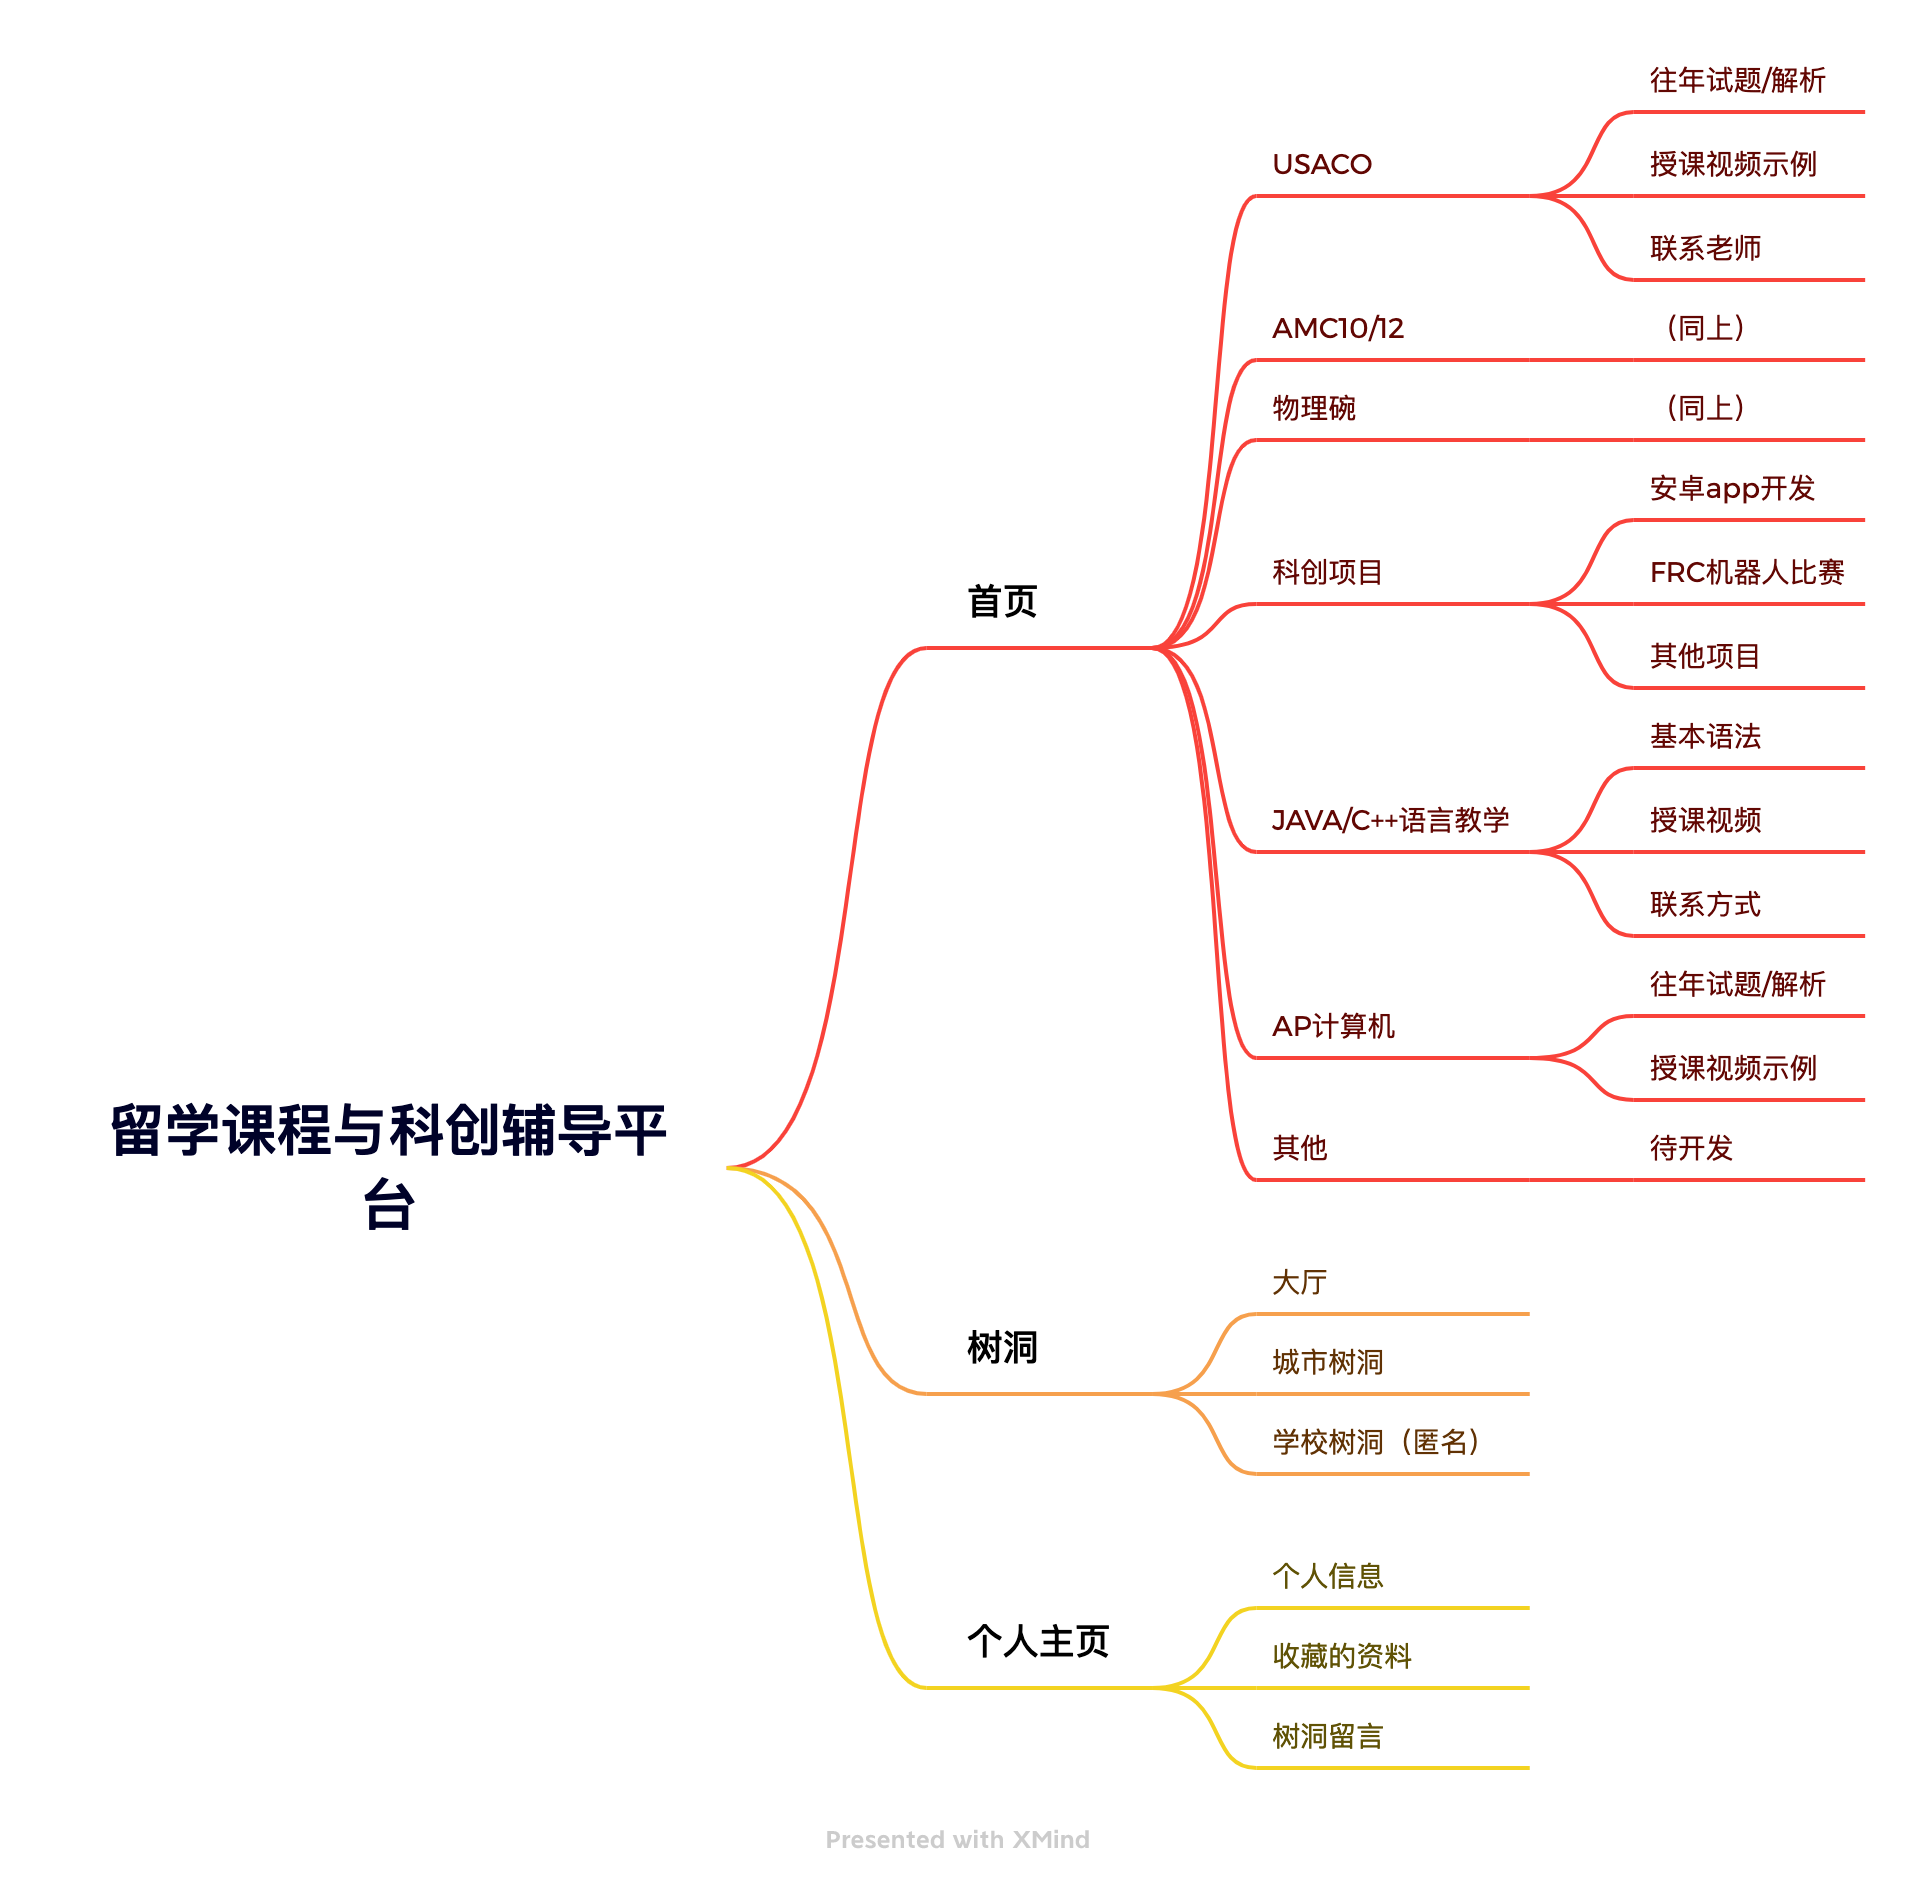 往年试题/解析
USACO
授课视频示例
联系老师
AMC10/12
（同上）
物理碗
（同上）
安卓app开发
科创项目
FRC机器人比赛
其他项目
首页
基本语法
JAVA/C++语言教学
授课视频
联系方式
往年试题/解析
AP计算机
授课视频示例
其他
待开发
留学课程与科创辅导平
台
大厅
树洞
城市树洞
学校树洞（匿名）
个人信息
个人主页
收藏的资料
树洞留言
Presented with XMind